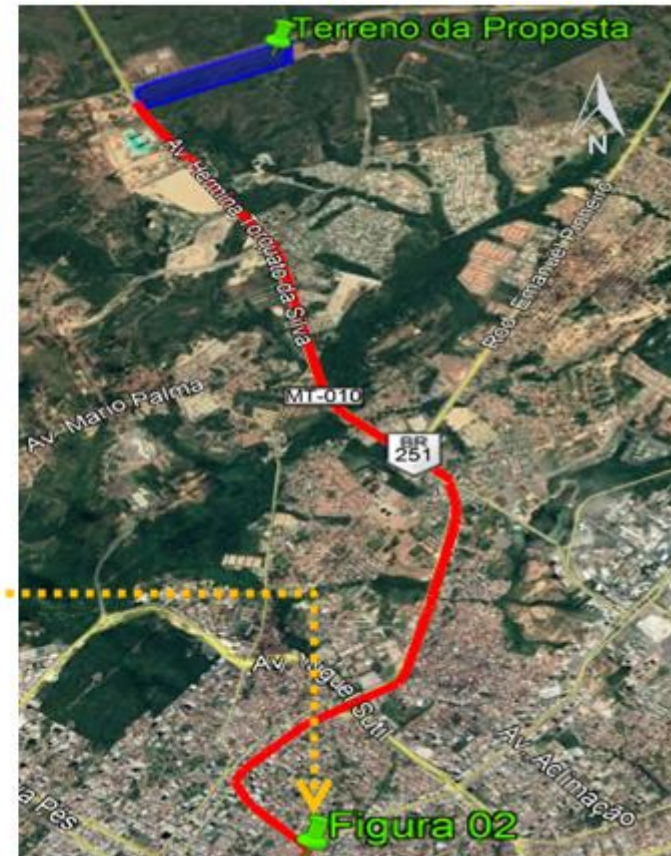 Terreno da Proposta
N
Av. Hermina Torquato da Silva
Rod. Emanuel Pinheiro
MT-010
Av. Mario Palma
BR
251
Av. Miguel Sutil
Av. Aclimação
Figura 02